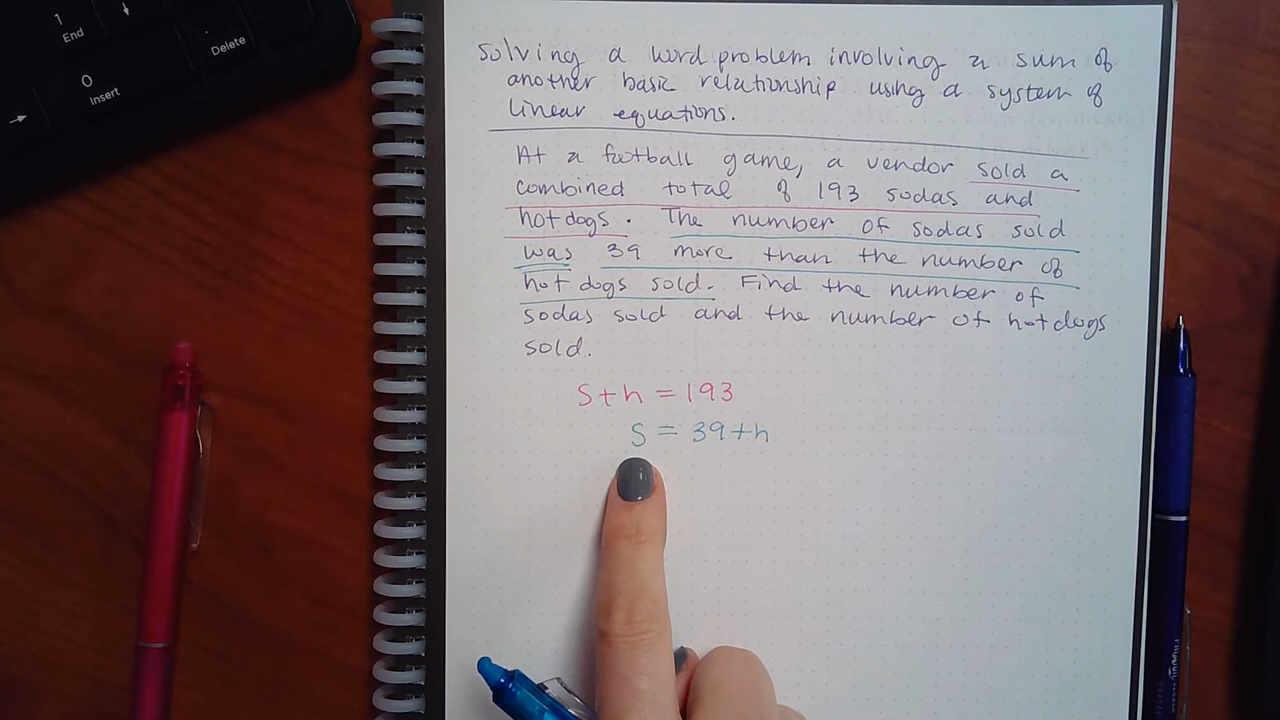 1
End
Delete
0
Insert
solving a word problem involving a sum of
another basic relationship using a system of
linear equations.
At a football game, a vendor sold a
combined total of 193 sodas and
hotdogs. The number of sodas sold
was 39 more than the number of
hotdogs sold. Find the number of
sodas sold and the number of hotdogs
sold.
S+h=193
S = 39+h